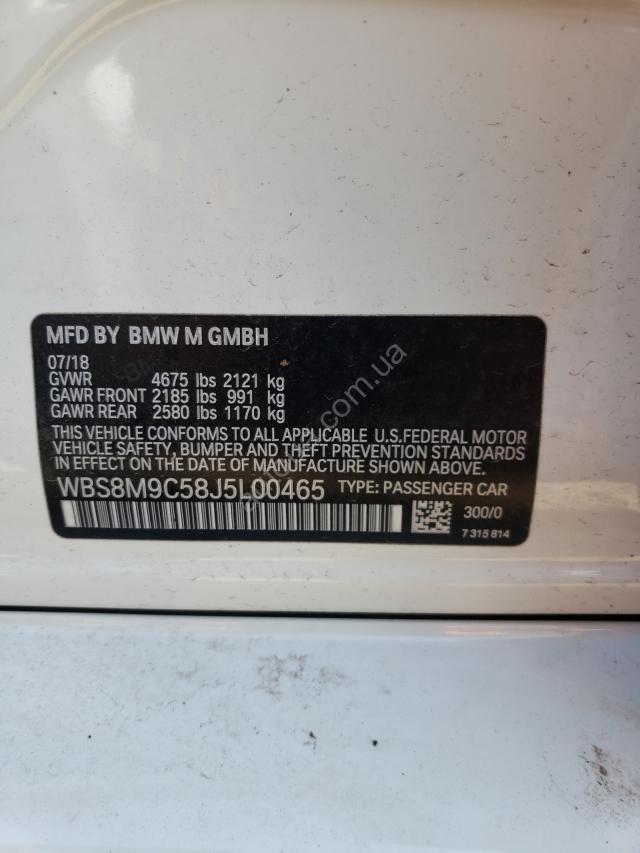 MFD BY BMW M GMBH
07/18
GVWR 4675 lbs 2121 kg
GAWR FRONT 2185 lbs 991 kg
GAWR REAR 2580 lbs 1170 kg
THIS VEHICLE CONFORMS TO ALL APPLICABLE U.S.FEDERAL MOTOR
VEHICLE SAFETY, BUMPER AND THEFT PREVENTION STANDARDS
IN EFFECT ON THE DATE OF MANUFACTURE SHOWN ABOVE.
WBS8M9C58J5L00465 TYPE: PASSENGER CAR
300/0
7 315 814
.com.ua